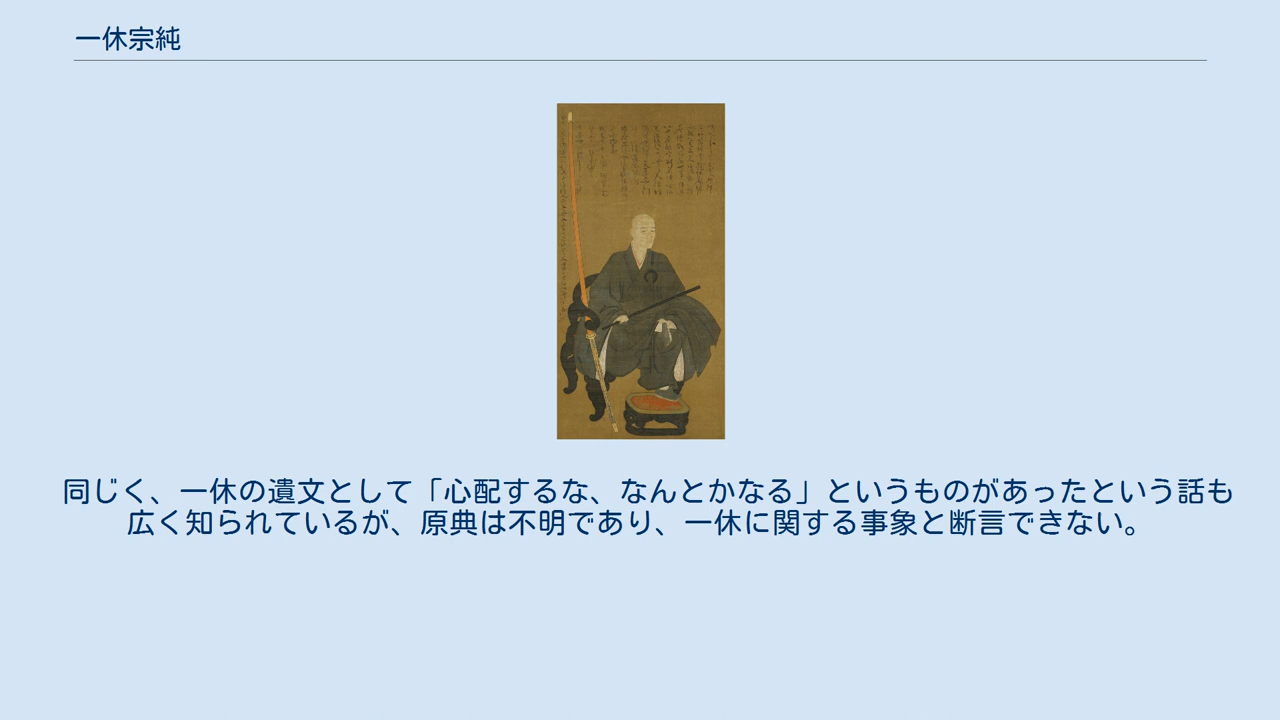 一休宗純
同じく、一休の遺文として「心配するな、なんとかなる」というものがあったという話も
広く知られているが、原典は不明であり、一休に関する事象と断言できない。